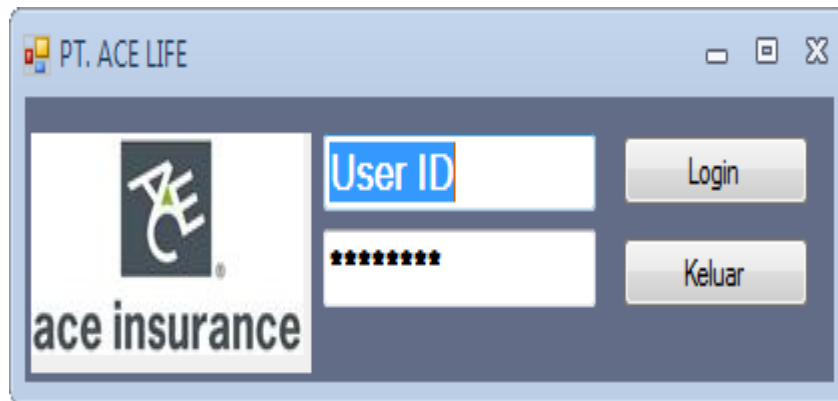 PT. ACE LIFE
ACE
®
ace insurance
User ID
********
Login
Keluar